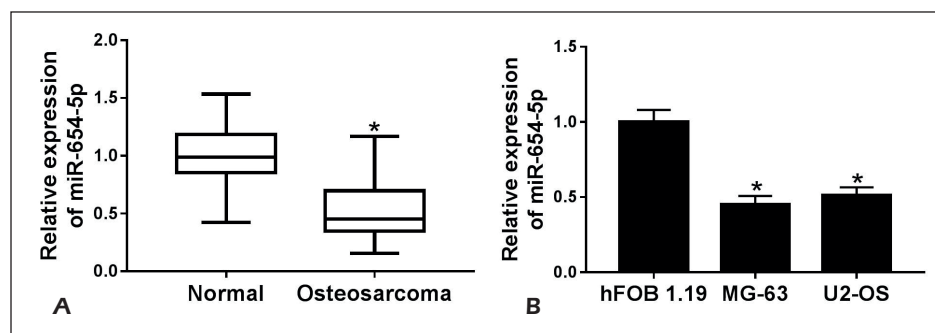 Relative expression
of miR-654-5p
2.0
1.5
1.0
0.5
0.0
*
Normal Osteosarcoma
A
Relative expression
of miR-654-5p
1.5
1.0
0.5
0.0
* *
hFOB 1.19 MG-63 U2-OS
B